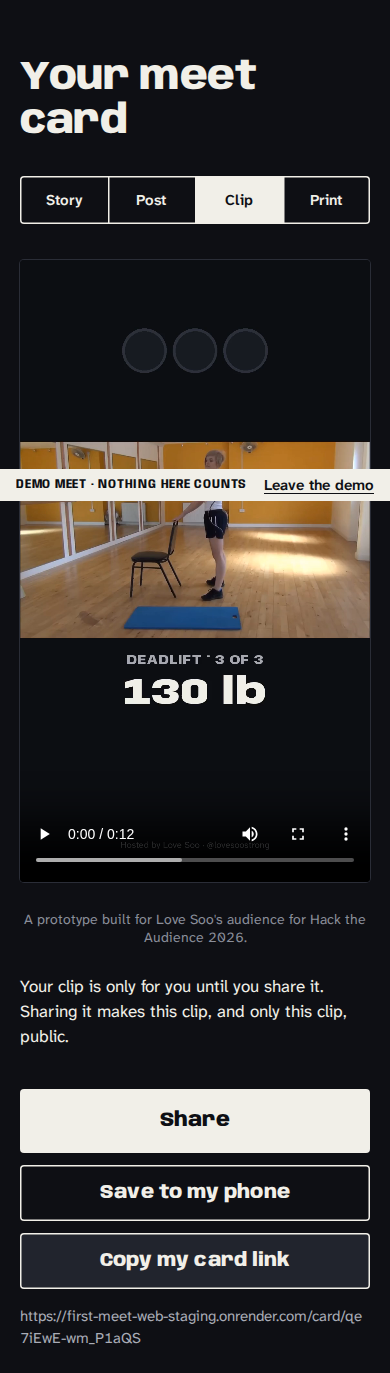 Your meet
card
Story Post Clip Print
DEMO MEET · NOTHING HERE COUNTS Leave the demo
DEADLIFT · 3 OF 3
130 lb
0:00 / 0:12
Hosted by Love Soo · @lovesoostrong
A prototype built for Love Soo's audience for Hack the
Audience 2026.
Your clip is only for you until you share it.
Sharing it makes this clip, and only this clip,
public.
Share
Save to my phone
Copy my card link
https://first-meet-web-staging.onrender.com/card/qe
7iEwE-wm_P1aQS